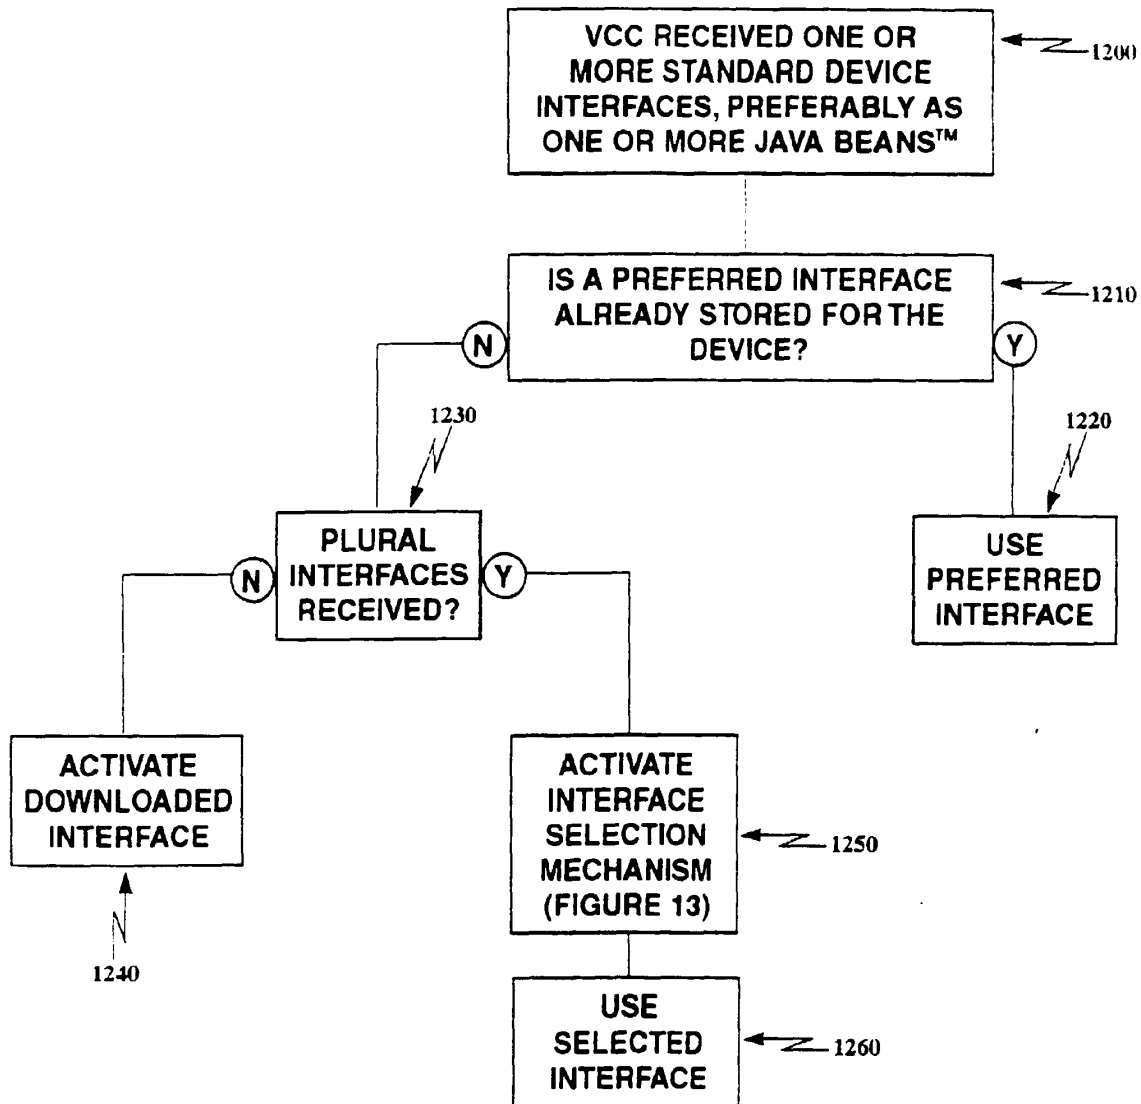 VCC RECEIVED ONE OR
MORE STANDARD DEVICE
INTERFACES, PREFERABLY AS
ONE OR MORE JAVA BEANS™
1200
IS A PREFERRED INTERFACE
ALREADY STORED FOR THE
DEVICE?
1210
N
Y
1230
1220
PLURAL
INTERFACES
RECEIVED?
N
Y
USE
PREFERRED
INTERFACE
ACTIVATE
DOWNLOADED
INTERFACE
1240
ACTIVATE
INTERFACE
SELECTION
MECHANISM
(FIGURE 13)
1250
USE
SELECTED
INTERFACE
1260